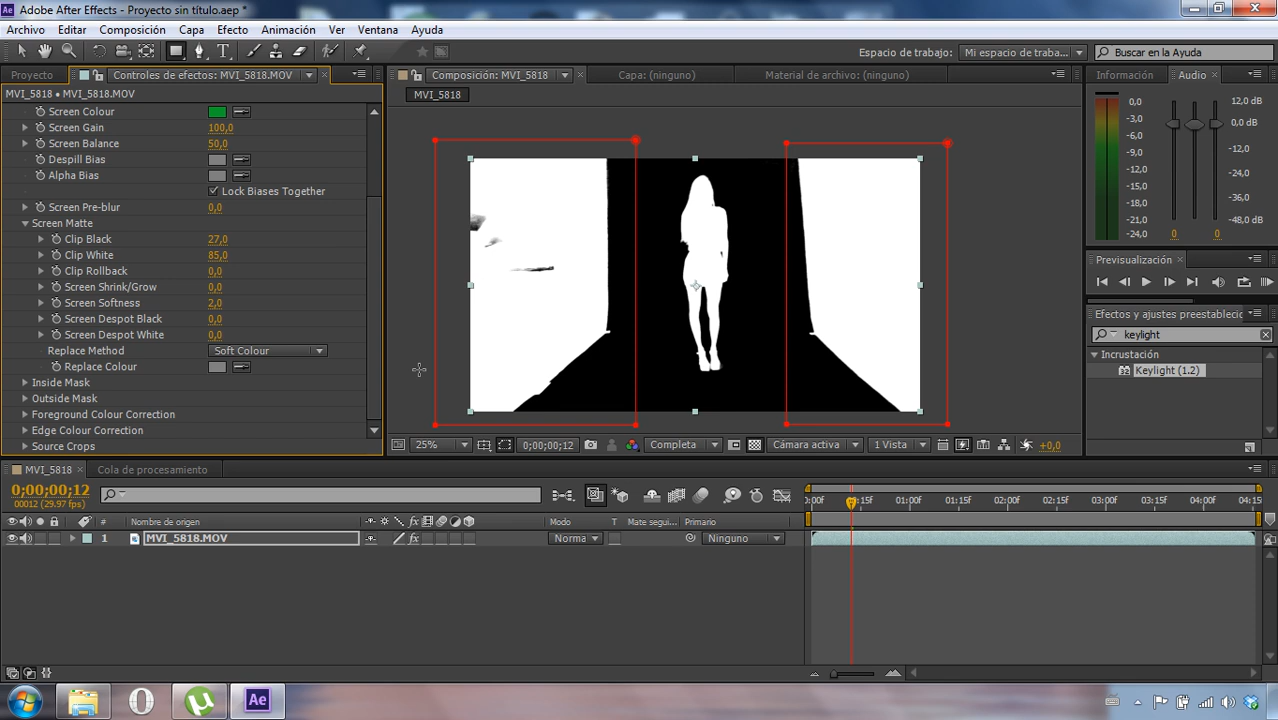 Adobe After Effects - Proyecto sin título.aep *
Archivo Editar Composición Capa Efecto Animación Ver Ventana Ayuda
Espacio de trabajo: Mi espacio de traba... Buscar en la Ayuda
Proyecto Controles de efectos: MVI_5818.MOV Composición: MVI_5818 Capa: (ninguno) Material de archivo: (ninguno) Información Audio
MVI_5818 • MVI_5818.MOV
MVI_5818
Screen Colour
Screen Gain 100,0
Screen Balance 50,0
Despill Bias
Alpha Bias
Lock Biases Together
Screen Pre-blur 0,0
Screen Matte
Clip Black 27,0
Clip White 85,0
Clip Rollback 0,0
Screen Shrink/Grow 0,0
Screen Softness 2,0
Screen Despot Black 0,0
Screen Despot White 0,0
Replace Method Soft Colour
Replace Colour
Inside Mask
Outside Mask
Foreground Colour Correction
Edge Colour Correction
Source Crops
25% 0;00;00;12 Completa Cámara activa 1 Vista +0,0
0,0
-3,0
-6,0
-9,0
-12,0
-15,0
-18,0
-21,0
-24,0
12,0 dB
0,0 dB
-12,0
-24,0
-36,0
-48,0 dB
0 0
Previsualización
Efectos y ajustes preestablecio
keylight
Incrustación
32 Keylight (1.2)
MVI_5818 Cola de procesamiento
0;00;00;12
00012 (29.97 fps)
# Nombre de origen Modo T Mate segui... Primario
1 MVI_5818.MOV Norma Ninguno
:00f 15f 01:00f 15f 02:00f 15f 03:00f 15f 04:00f 04:15f
Ae